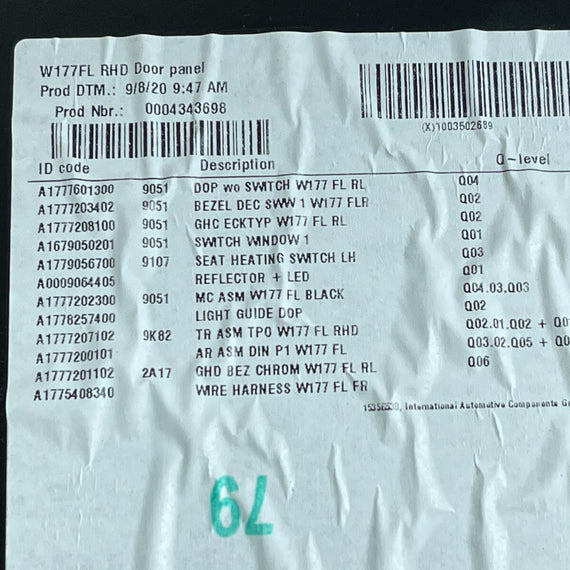 W177FL RHD Door panel
Prod DTM.: 9/8/20 9:47 AM
Prod Nbr.: 0004343698
(X)1003502689
ID code Description Q-level
A1777601300 9051 DOP wo SWITCH W177 FL RL Q04
A1777203402 9051 BEZEL DEC SWW 1 W177 FLR Q02
A1777208100 9051 GHC ECKTYP W177 FL RL Q02
A1679050201 9051 SWITCH WINDOW 1 Q01
A1779056700 9107 SEAT HEATING SWITCH LH Q03
A0009064405 REFLECTOR + LED Q01
A1777202300 9051 MC ASM W177 FL BLACK Q04.03.Q03
A1778257400 LIGHT GUIDE DOP Q02
A1777207102 9K82 TR ASM TPO W177 FL RHD Q02.01.Q02 + Q0
A1777200101 AR ASM DIN P1 W177 FL Q03.02.Q05 + Q0
A1777201102 2A17 GHD BEZ CHROM W177 FL RL Q06
A1775408340 WIRE HARNESS W177 FL FR
International Automotive Components G
67